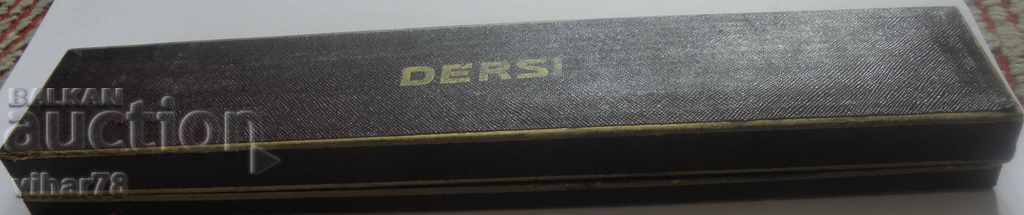 DERSI
BALKAN
auction
vihar78